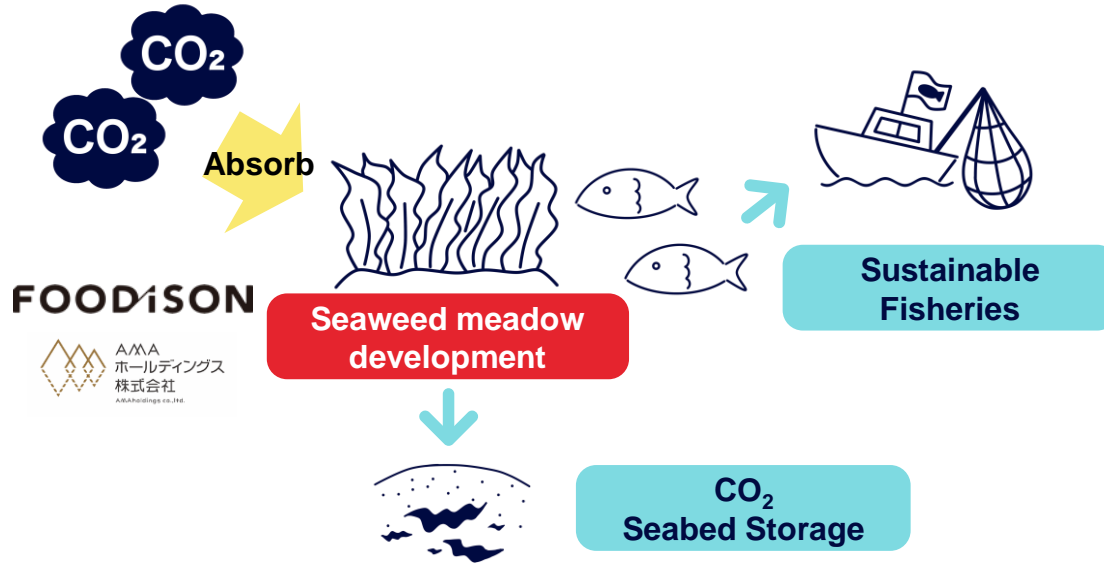 CO₂
CO₂
Absorb
FOODiSON
AMA
ホールディングス
株式会社
AMAholdings co.,ltd.
Seaweed meadow
development
Sustainable
Fisheries
CO₂
Seabed Storage